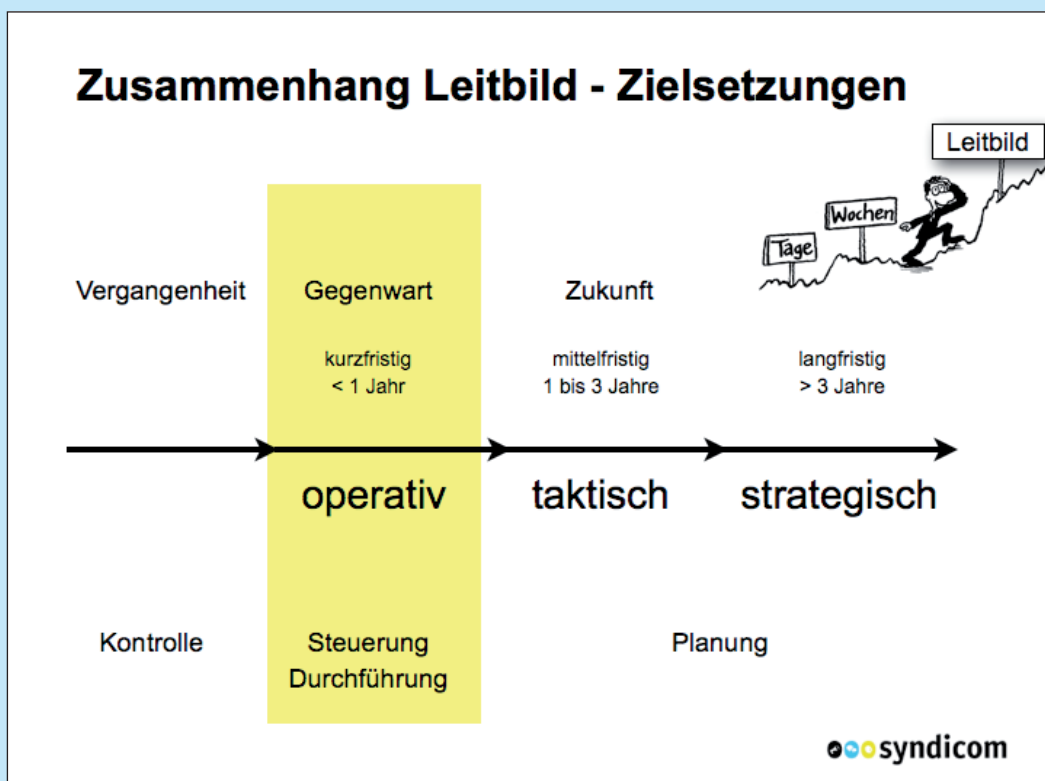 Zusammenhang Leitbild - Zielsetzungen
Leitbild
Wochen
Tage
Vergangenheit
Gegenwart
Zukunft
kurzfristig
< 1 Jahr
mittelfristig
1 bis 3 Jahre
langfristig
> 3 Jahre
operativ
taktisch
strategisch
Kontrolle
Steuerung
Durchführung
Planung
syndicom